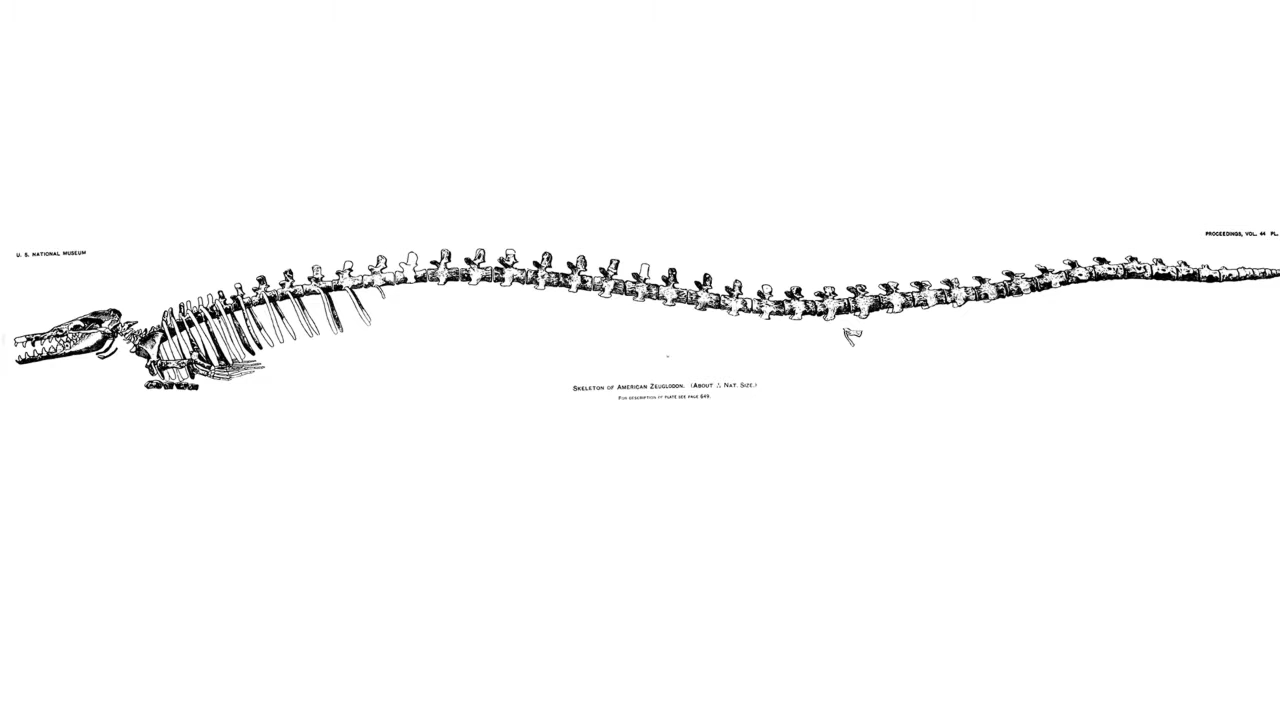 U. S. NATIONAL MUSEUM
PROCEEDINGS, VOL. 44 PL.
SKELETON OF AMERICAN ZEUGLODON. (ABOUT NAT. SIZE.)
FOR DESCRIPTION OF PLATE SEE PAGE 649.